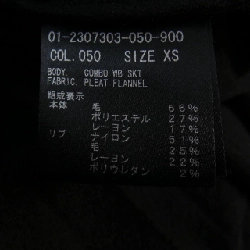 01-2307303-050-900
COL.050 SIZE XS
BODY. COMBO WB SKT
FABRIC. PLEAT FLANNEL
組成表示
本体 毛 56%
ポリエステル 27%
レーヨン 17%
リブ ナイロン 51%
毛 25%
レーヨン 22%
ポリウレタン 2%